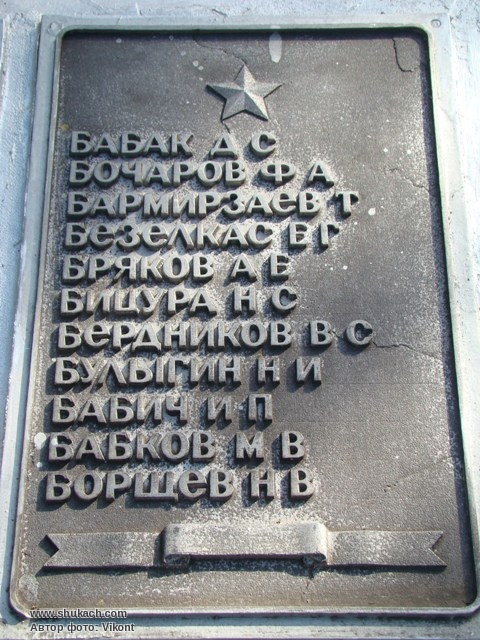 БАБАК Д С
БОЧАРОВ Ф А
БАРМИРЗАЕВ Т
БЕЗЕЛКАС Б Г
БРЯКОВ А Е
БИЦУРА Н С
БЕРДНИКОВ В С
БУЛЫГИН Н И
БАБИЧ И П
БАБКОВ М В
БОРЩЕВ Н В
www.shukach.com
Автор фото: Vikont